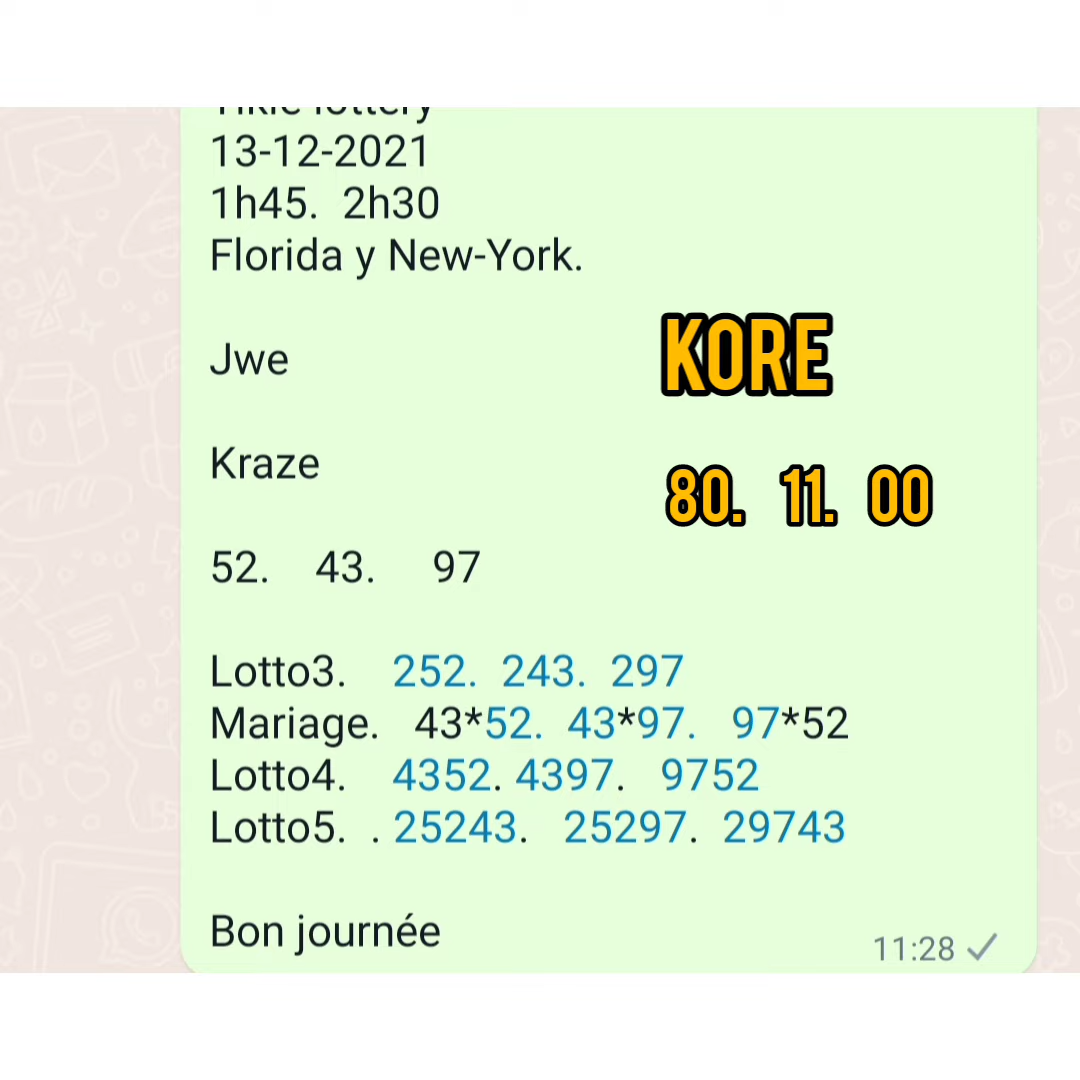 lottery
13-12-2021
1h45. 2h30
Florida y New-York.
Jwe
KORE
Kraze
80. 11. 00
52. 43. 97
Lotto3. 252. 243. 297
Mariage. 43*52. 43*97. 97*52
Lotto4. 4352. 4397. 9752
Lotto5. . 25243. 25297. 29743
Bon journée
11:28